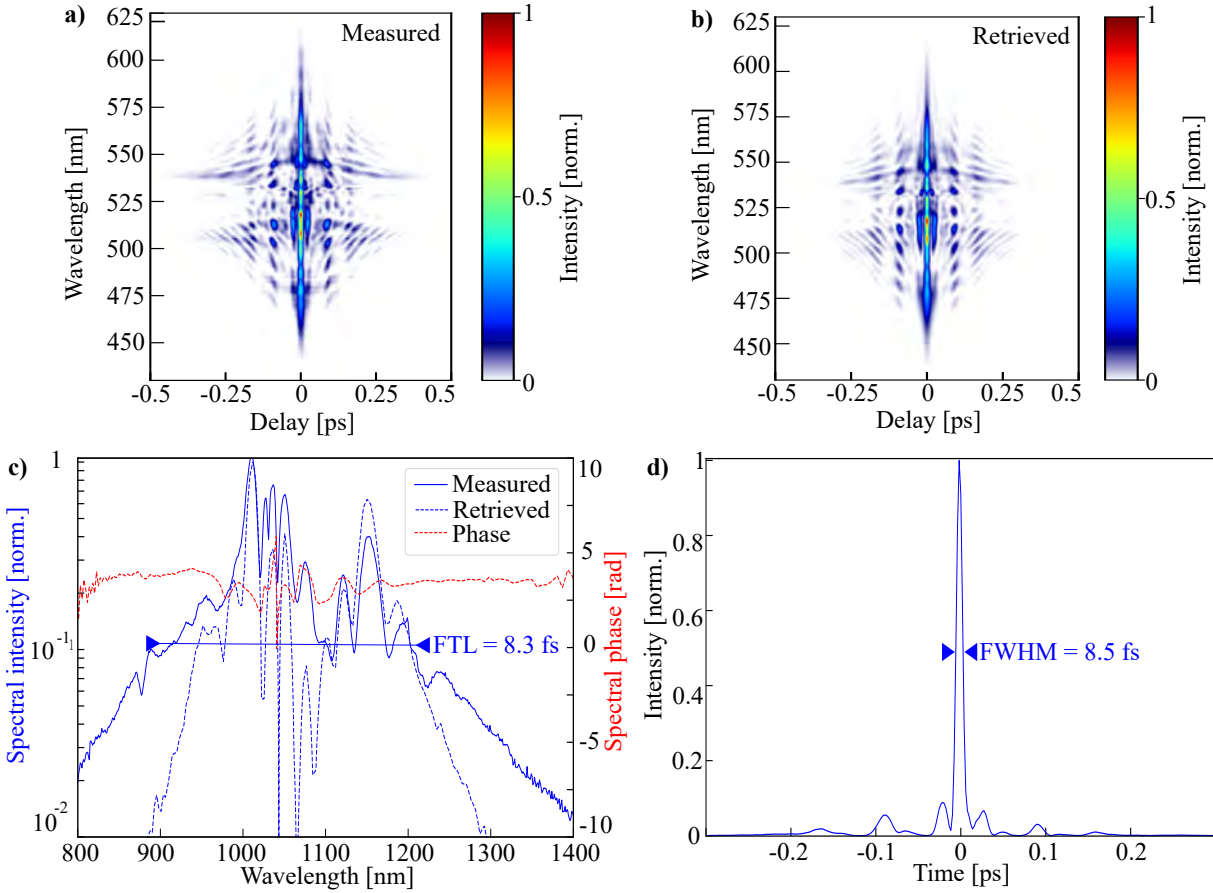 a)
625
600
575
550
525
500
475
450
Wavelength [nm]
Measured
-0.5
-0.25
0
0.25
0.5
Delay [ps]
1
0.5
0
Intensity [norm.]
b)
625
600
575
550
525
500
475
450
Wavelength [nm]
Retrieved
-0.5
-0.25
0
0.25
0.5
Delay [ps]
1
0.5
0
Intensity [norm.]
c)
1
10⁻¹
10⁻²
Spectral intensity [norm.]
Measured
Retrieved
Phase
FTL = 8.3 fs
10
5
0
-5
-10
Spectral phase [rad]
800
900
1000
1100
1200
1300
1400
Wavelength [nm]
d)
1
0.8
0.6
0.4
0.2
0
Intensity [norm.]
FWHM = 8.5 fs
-0.2
-0.1
0
0.1
0.2
Time [ps]